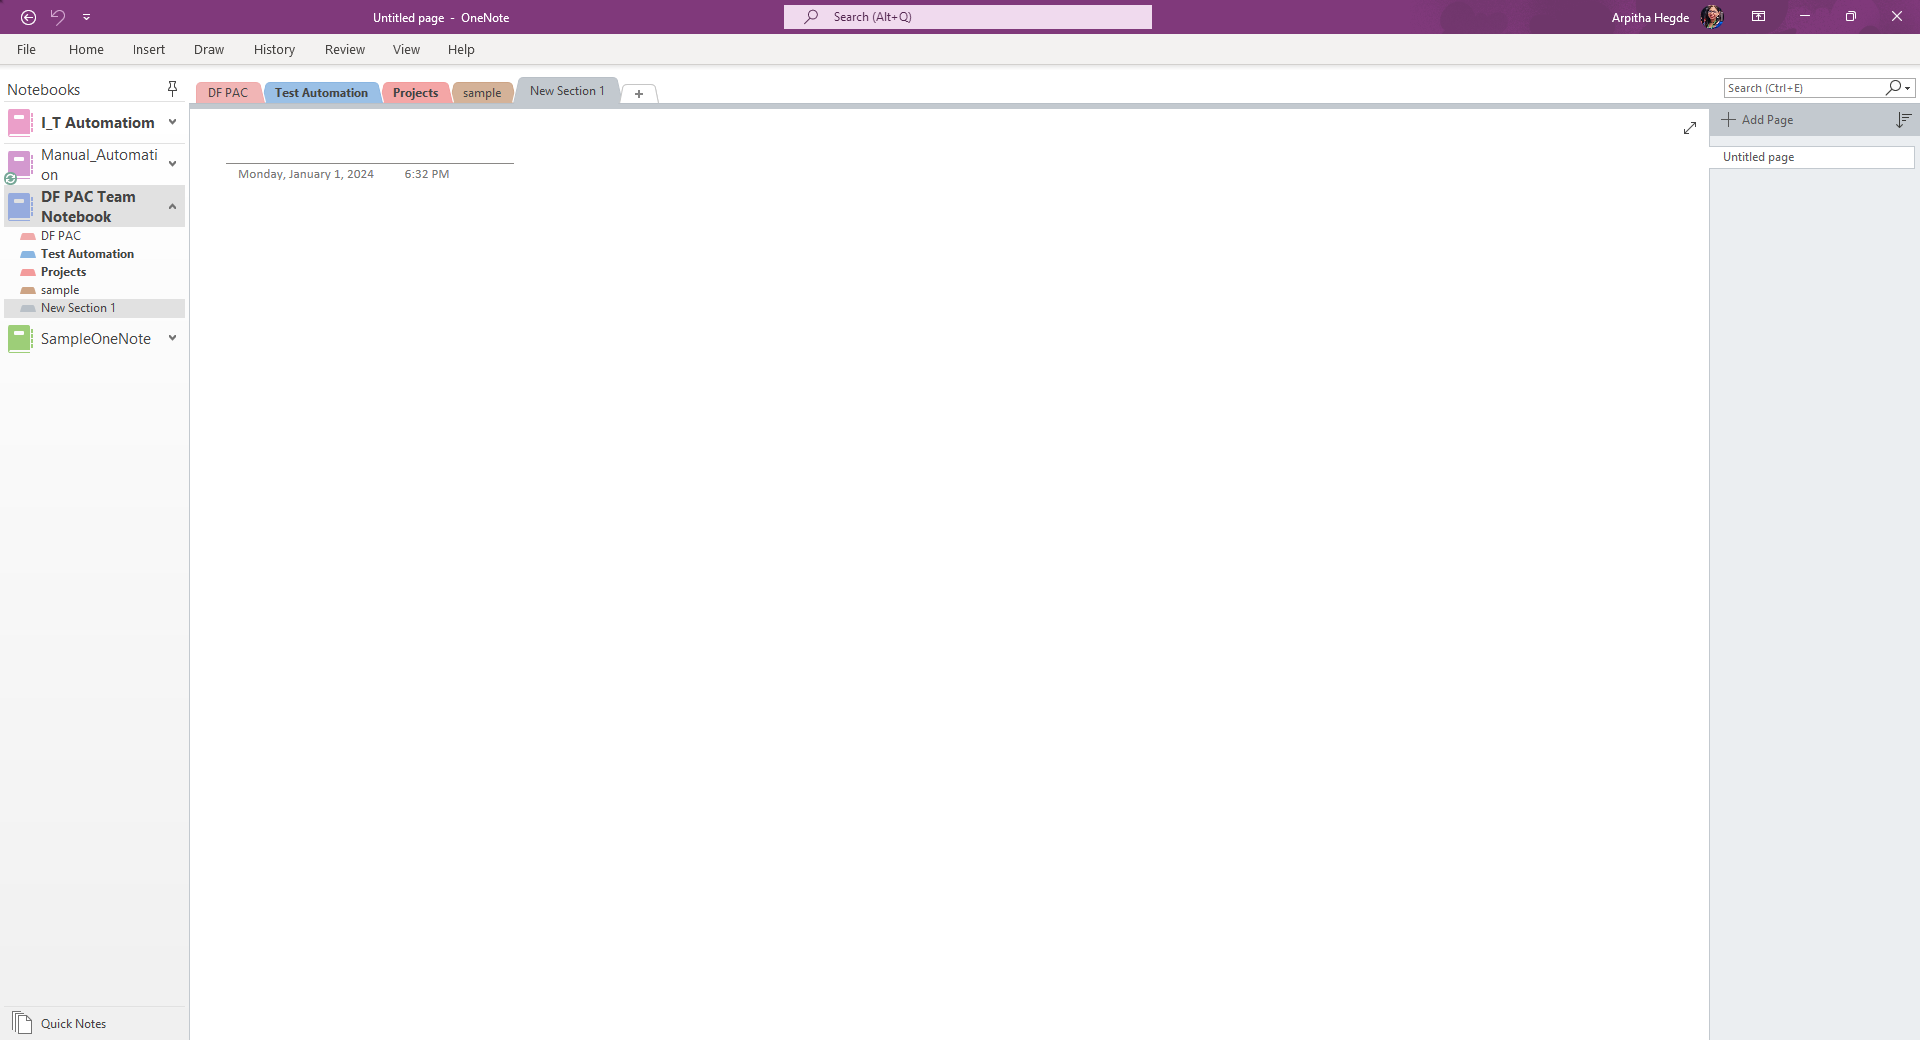 Untitled page - OneNote
Search (Alt+Q)
Arpitha Hegde
File Home Insert Draw History Review View Help
Notebooks
I_T Automatiom
Manual_Automati
on
DF PAC Team
Notebook
DF PAC
Test Automation
Projects
sample
New Section 1
SampleOneNote
Quick Notes
DF PAC Test Automation Projects sample New Section 1
Monday, January 1, 2024 6:32 PM
Search (Ctrl+E)
Add Page
Untitled page